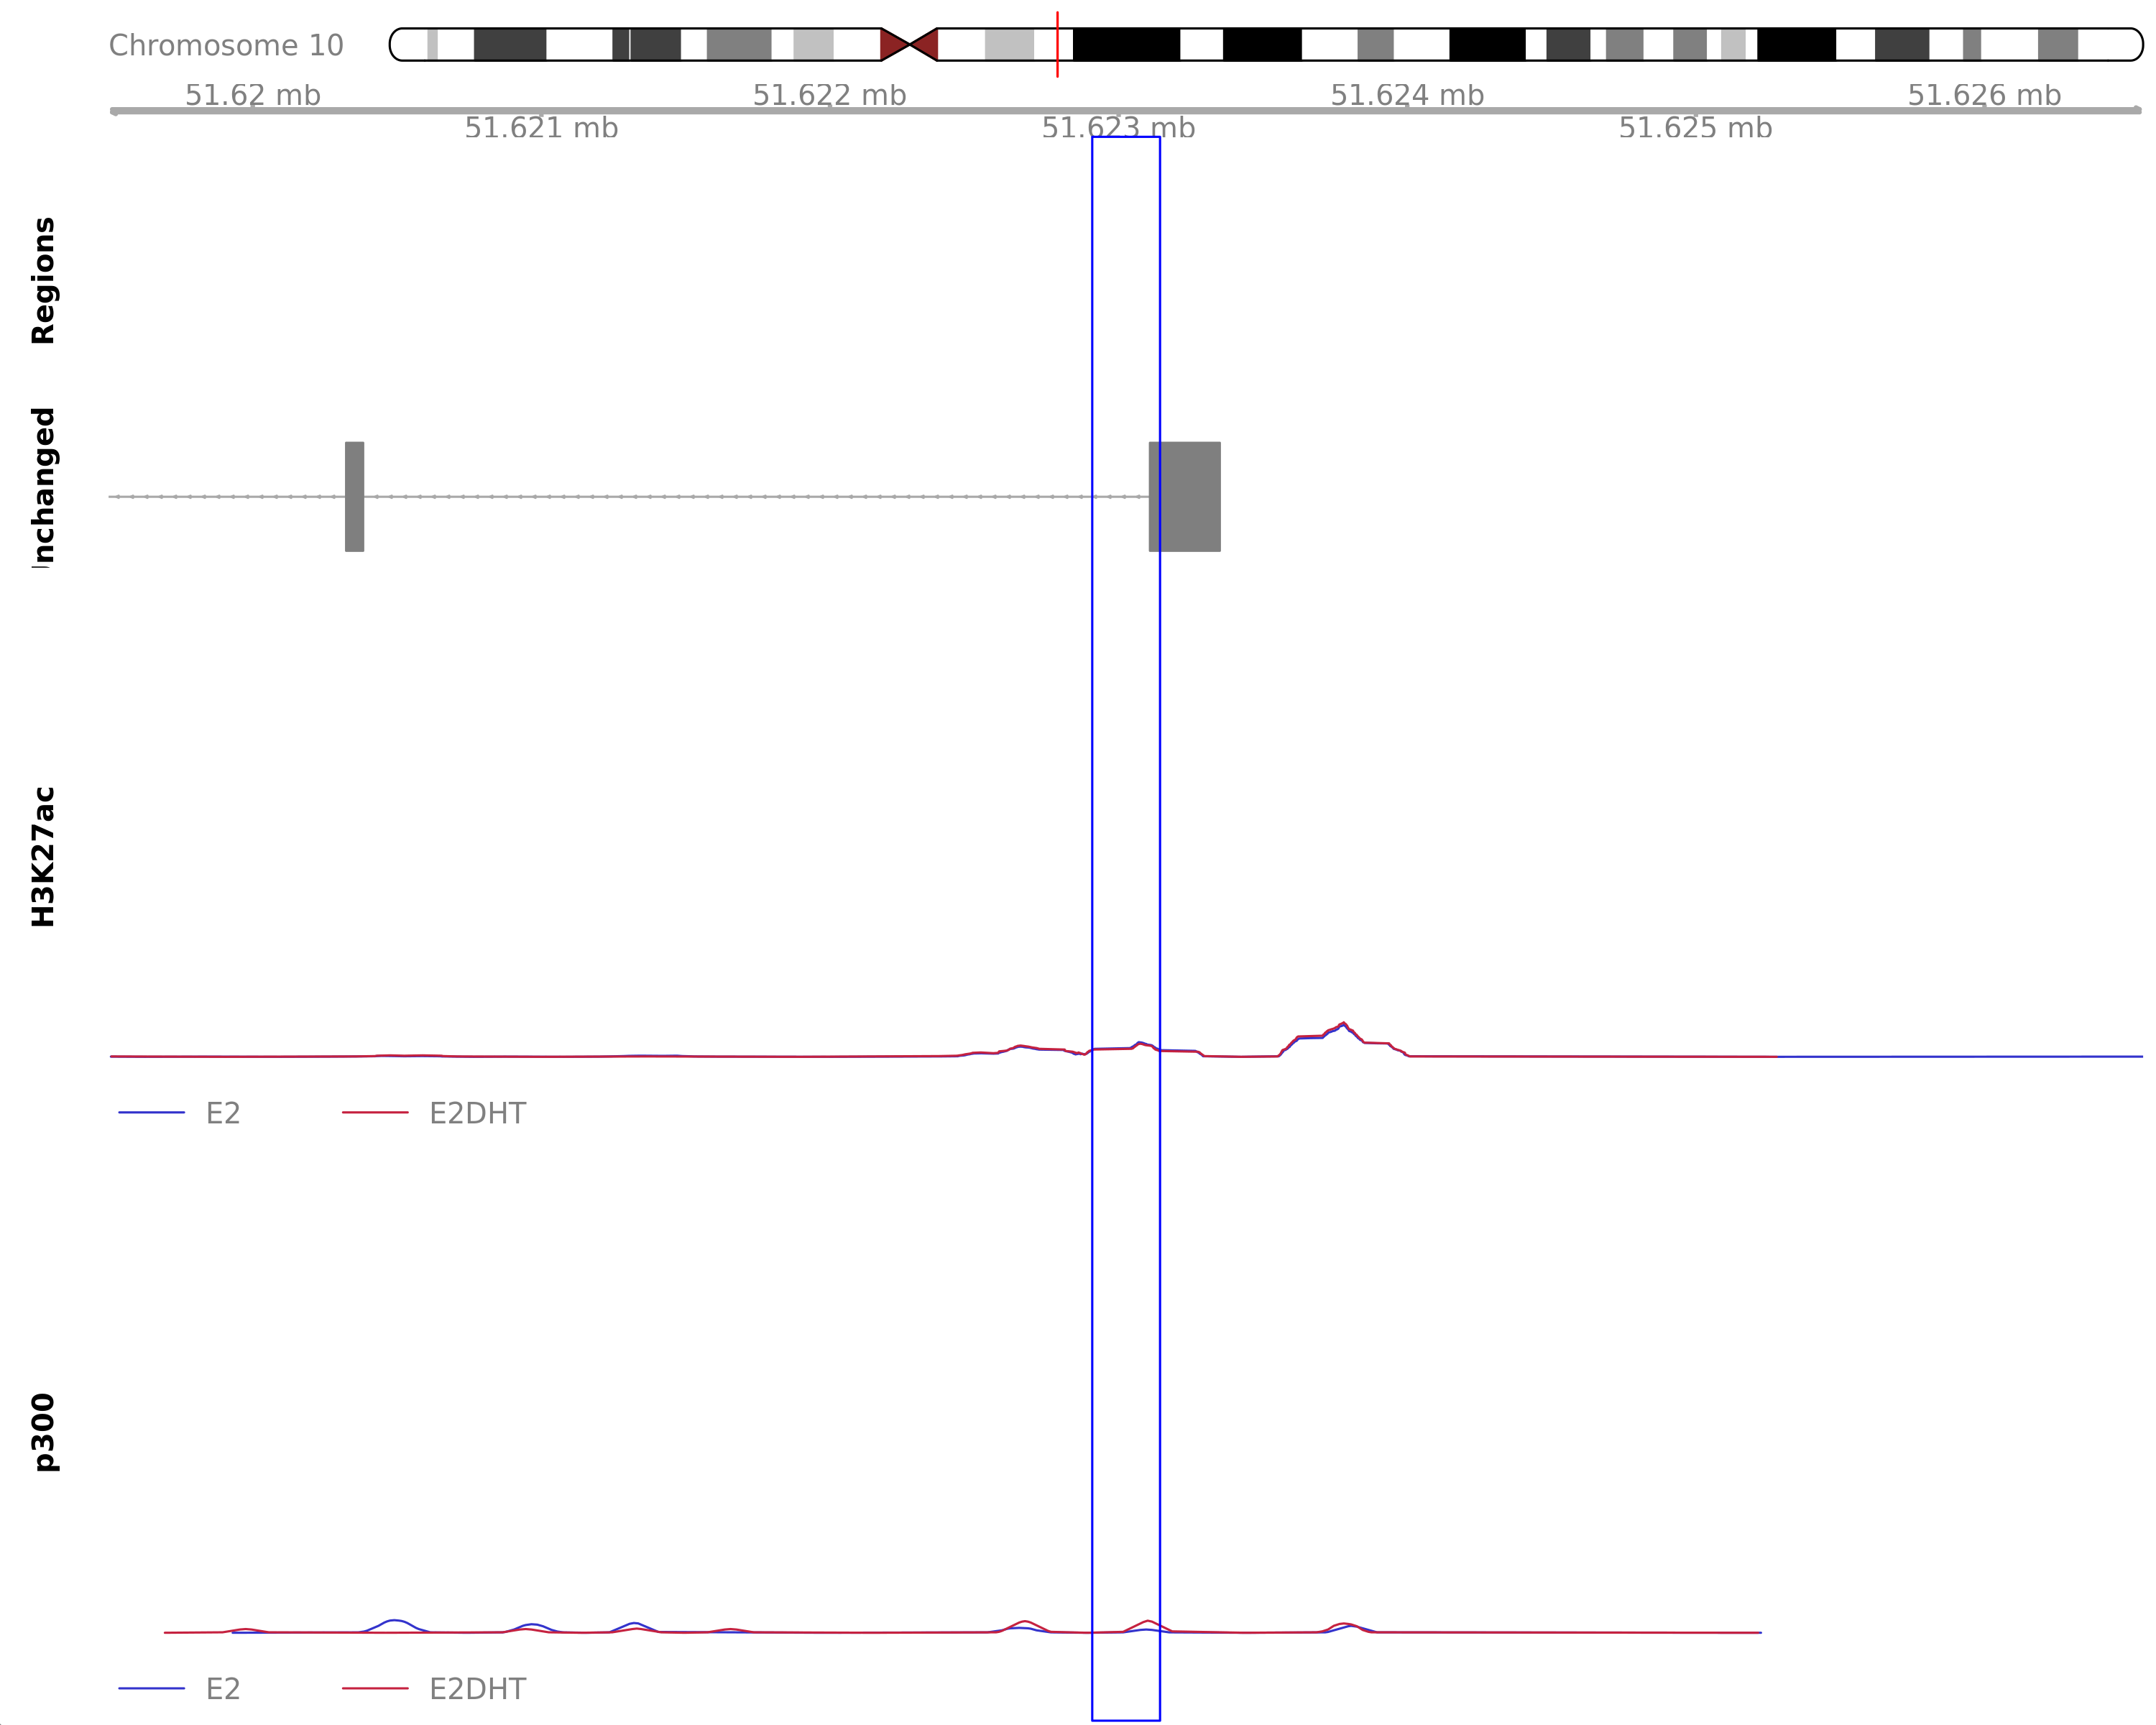 Chromosome 10
51.62 mb 51.622 mb 51.624 mb 51.626 mb
51.621 mb 51.623 mb 51.625 mb
Regions
Unchanged
H3K27ac
E2 E2DHT
p300
E2 E2DHT